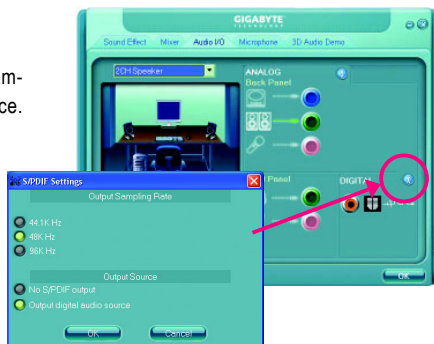 GIGABYTE
TECHNOLOGY
Sound Effect Mixer Audio I/O Microphone 3D Audio Demo
2CH Speaker
ANALOG
Back Panel
m-
ce.
Panel
DIGITAL
S/PDIF Settings
Output Sampling Rate
44.1K Hz
48K Hz
96K Hz
Output Source
No S/PDIF output
Output digital audio source
OK Cancel
OK